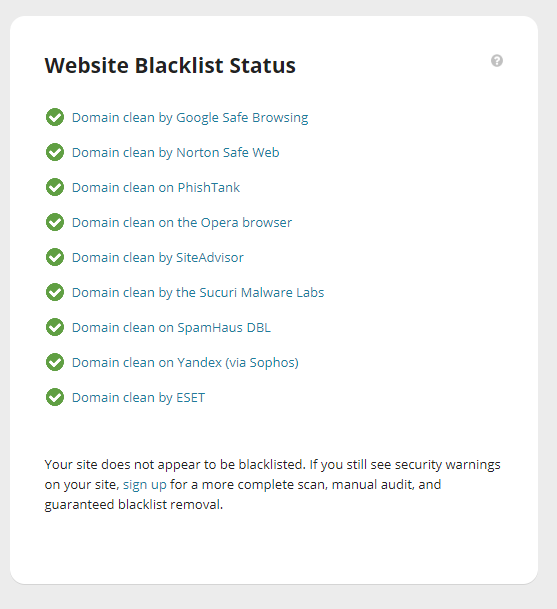 Website Blacklist Status
?
Domain clean by Google Safe Browsing
Domain clean by Norton Safe Web
Domain clean on PhishTank
Domain clean on the Opera browser
Domain clean by SiteAdvisor
Domain clean by the Sucuri Malware Labs
Domain clean on SpamHaus DBL
Domain clean on Yandex (via Sophos)
Domain clean by ESET
Your site does not appear to be blacklisted. If you still see security warnings
on your site, sign up for a more complete scan, manual audit, and
guaranteed blacklist removal.